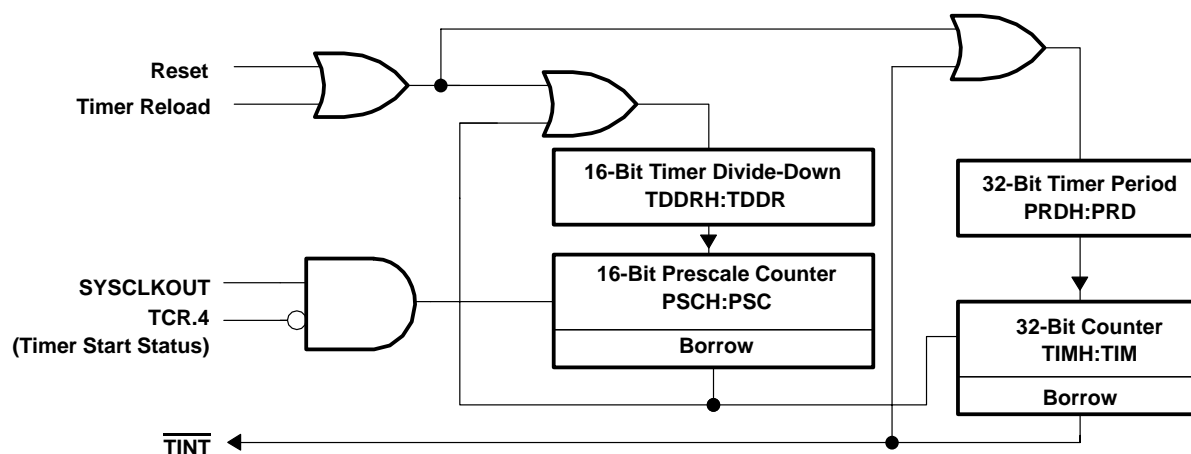 Reset
Timer Reload
16-Bit Timer Divide-Down
TDDRH:TDDR
32-Bit Timer Period
PRDH:PRD
SYSCLKOUT
TCR.4
(Timer Start Status)
16-Bit Prescale Counter
PSCH:PSC
Borrow
32-Bit Counter
TIMH:TIM
Borrow
TINT